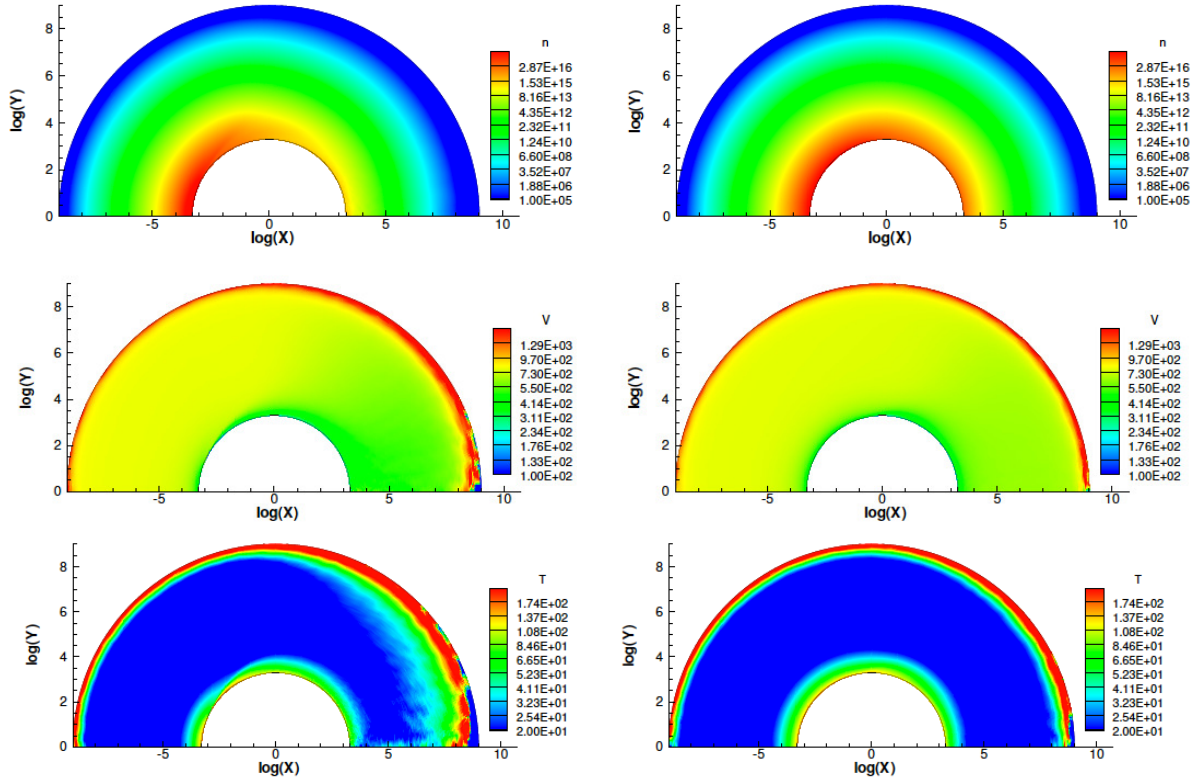 n
2.87E+16
1.53E+15
8.16E+13
4.35E+12
2.32E+11
1.24E+10
6.60E+08
3.52E+07
1.88E+06
1.00E+05
log(Y)
8
6
4
2
0
-5
0
5
10
log(X)
n
2.87E+16
1.53E+15
8.16E+13
4.35E+12
2.32E+11
1.24E+10
6.60E+08
3.52E+07
1.88E+06
1.00E+05
log(Y)
8
6
4
2
0
-5
0
5
10
log(X)
V
1.29E+03
9.70E+02
7.30E+02
5.50E+02
4.13E+02
3.11E+02
2.34E+02
1.76E+02
1.33E+02
1.00E+02
log(Y)
8
6
4
2
0
-5
0
5
10
log(X)
V
1.29E+03
9.70E+02
7.30E+02
5.50E+02
4.13E+02
3.11E+02
2.34E+02
1.76E+02
1.33E+02
1.00E+02
log(Y)
8
6
4
2
0
-5
0
5
10
log(X)
T
1.74E+02
1.37E+02
1.08E+02
8.46E+01
6.65E+01
5.23E+01
4.11E+01
3.23E+01
2.54E+01
2.00E+01
log(Y)
8
6
4
2
0
-5
0
5
10
log(X)
T
1.74E+02
1.37E+02
1.08E+02
8.46E+01
6.65E+01
5.23E+01
4.11E+01
3.23E+01
2.54E+01
2.00E+01
log(Y)
8
6
4
2
0
-5
0
5
10
log(X)